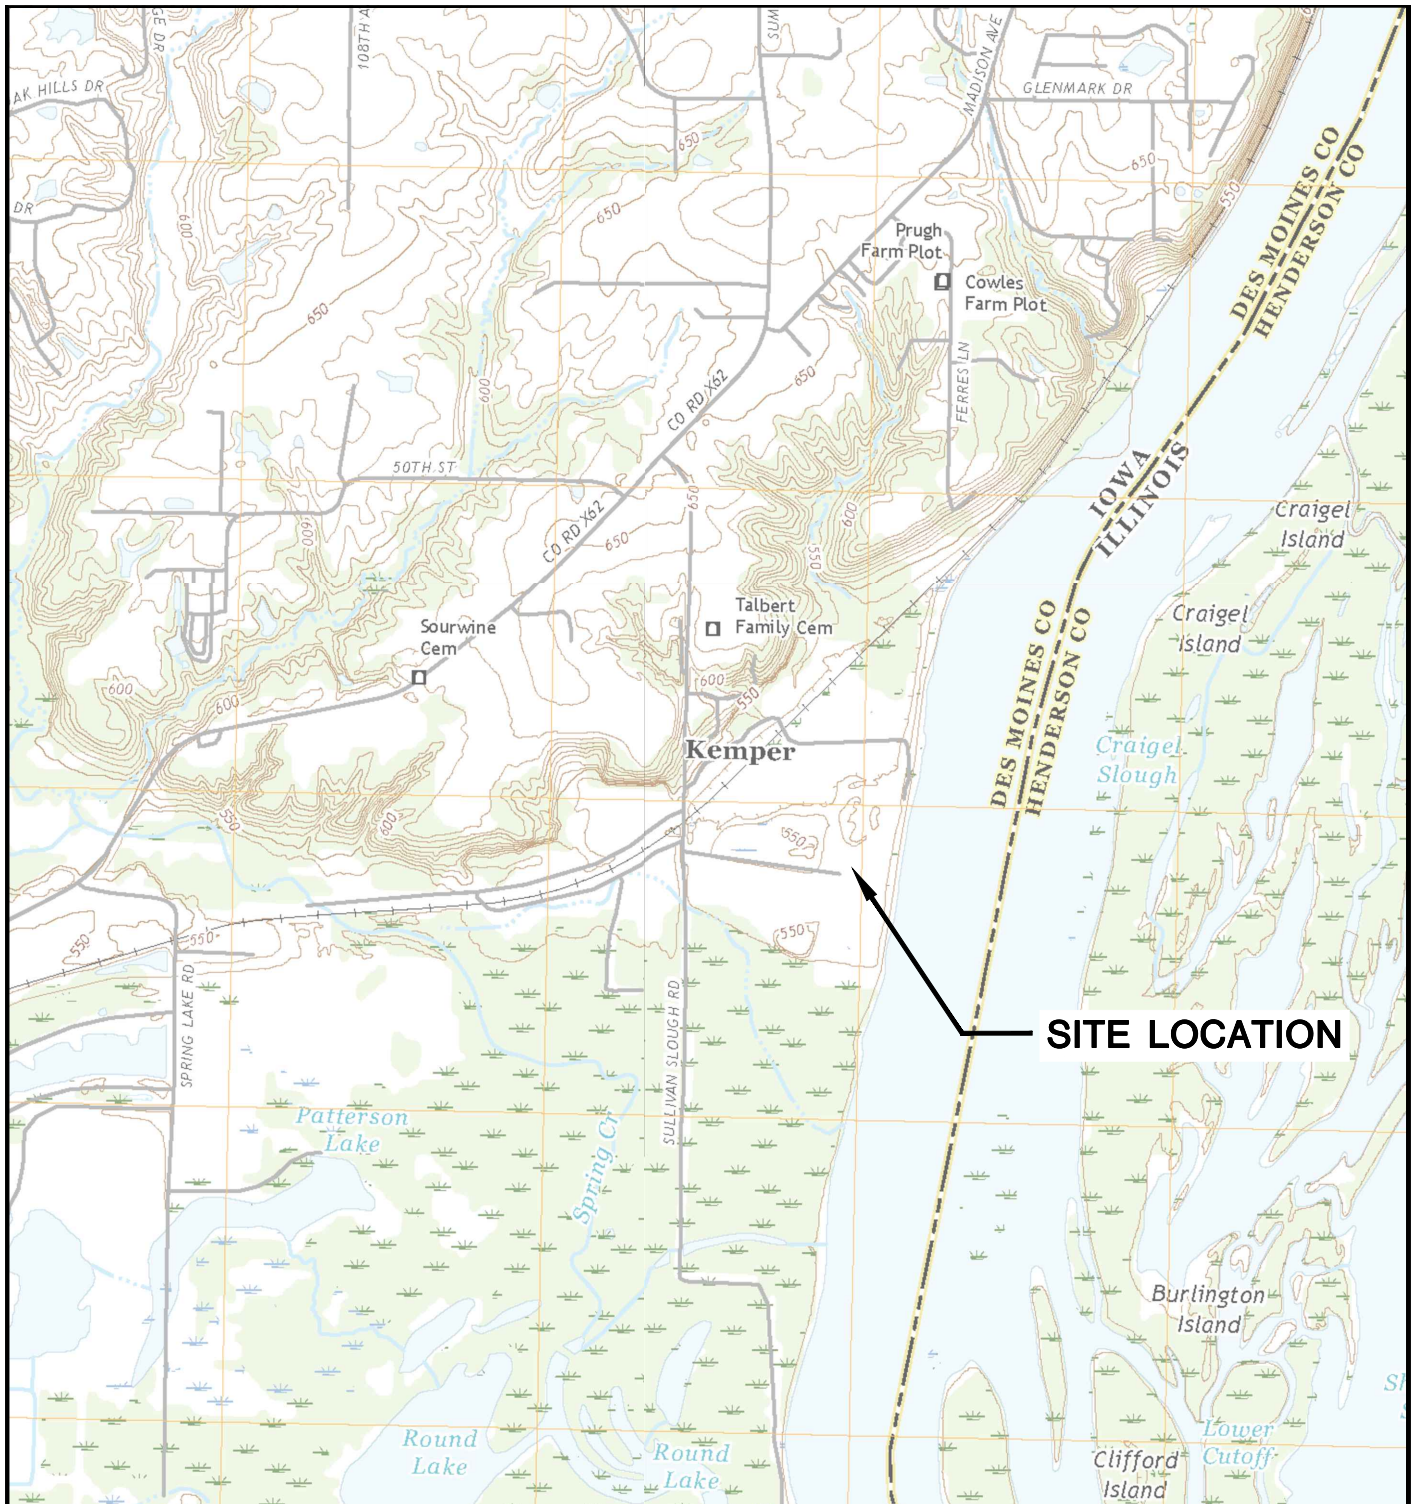 GE DR
108TH A
SUM
MADISON AVE
AK HILLS DR
GLENMARK DR
650
650
DES MOINES CO
HENDERSON CO
550
DR
600
650
Prugh
Farm Plot
Cowles
Farm Plot
650
650
600
CO RD X62
FERRES LN
50TH ST
IOWA
ILLINOIS
650
600
CO RD X62
650
600
550
Craigel
Island
Craigel
Island
Talbert
Family Cem
Sourwine
Cem
DES MOINES CO
HENDERSON CO
600
600
600
550
Kemper
Craigel
Slough
550
600
550
550
550
550
SPRING LAKE RD
SULLIVAN SLOUGH RD
SITE LOCATION
Patterson
Lake
Spring Cr
Burlington
Island
Sh
S
Round
Lake
Round
Lake
Lower
Cutoff
Clifford
Island